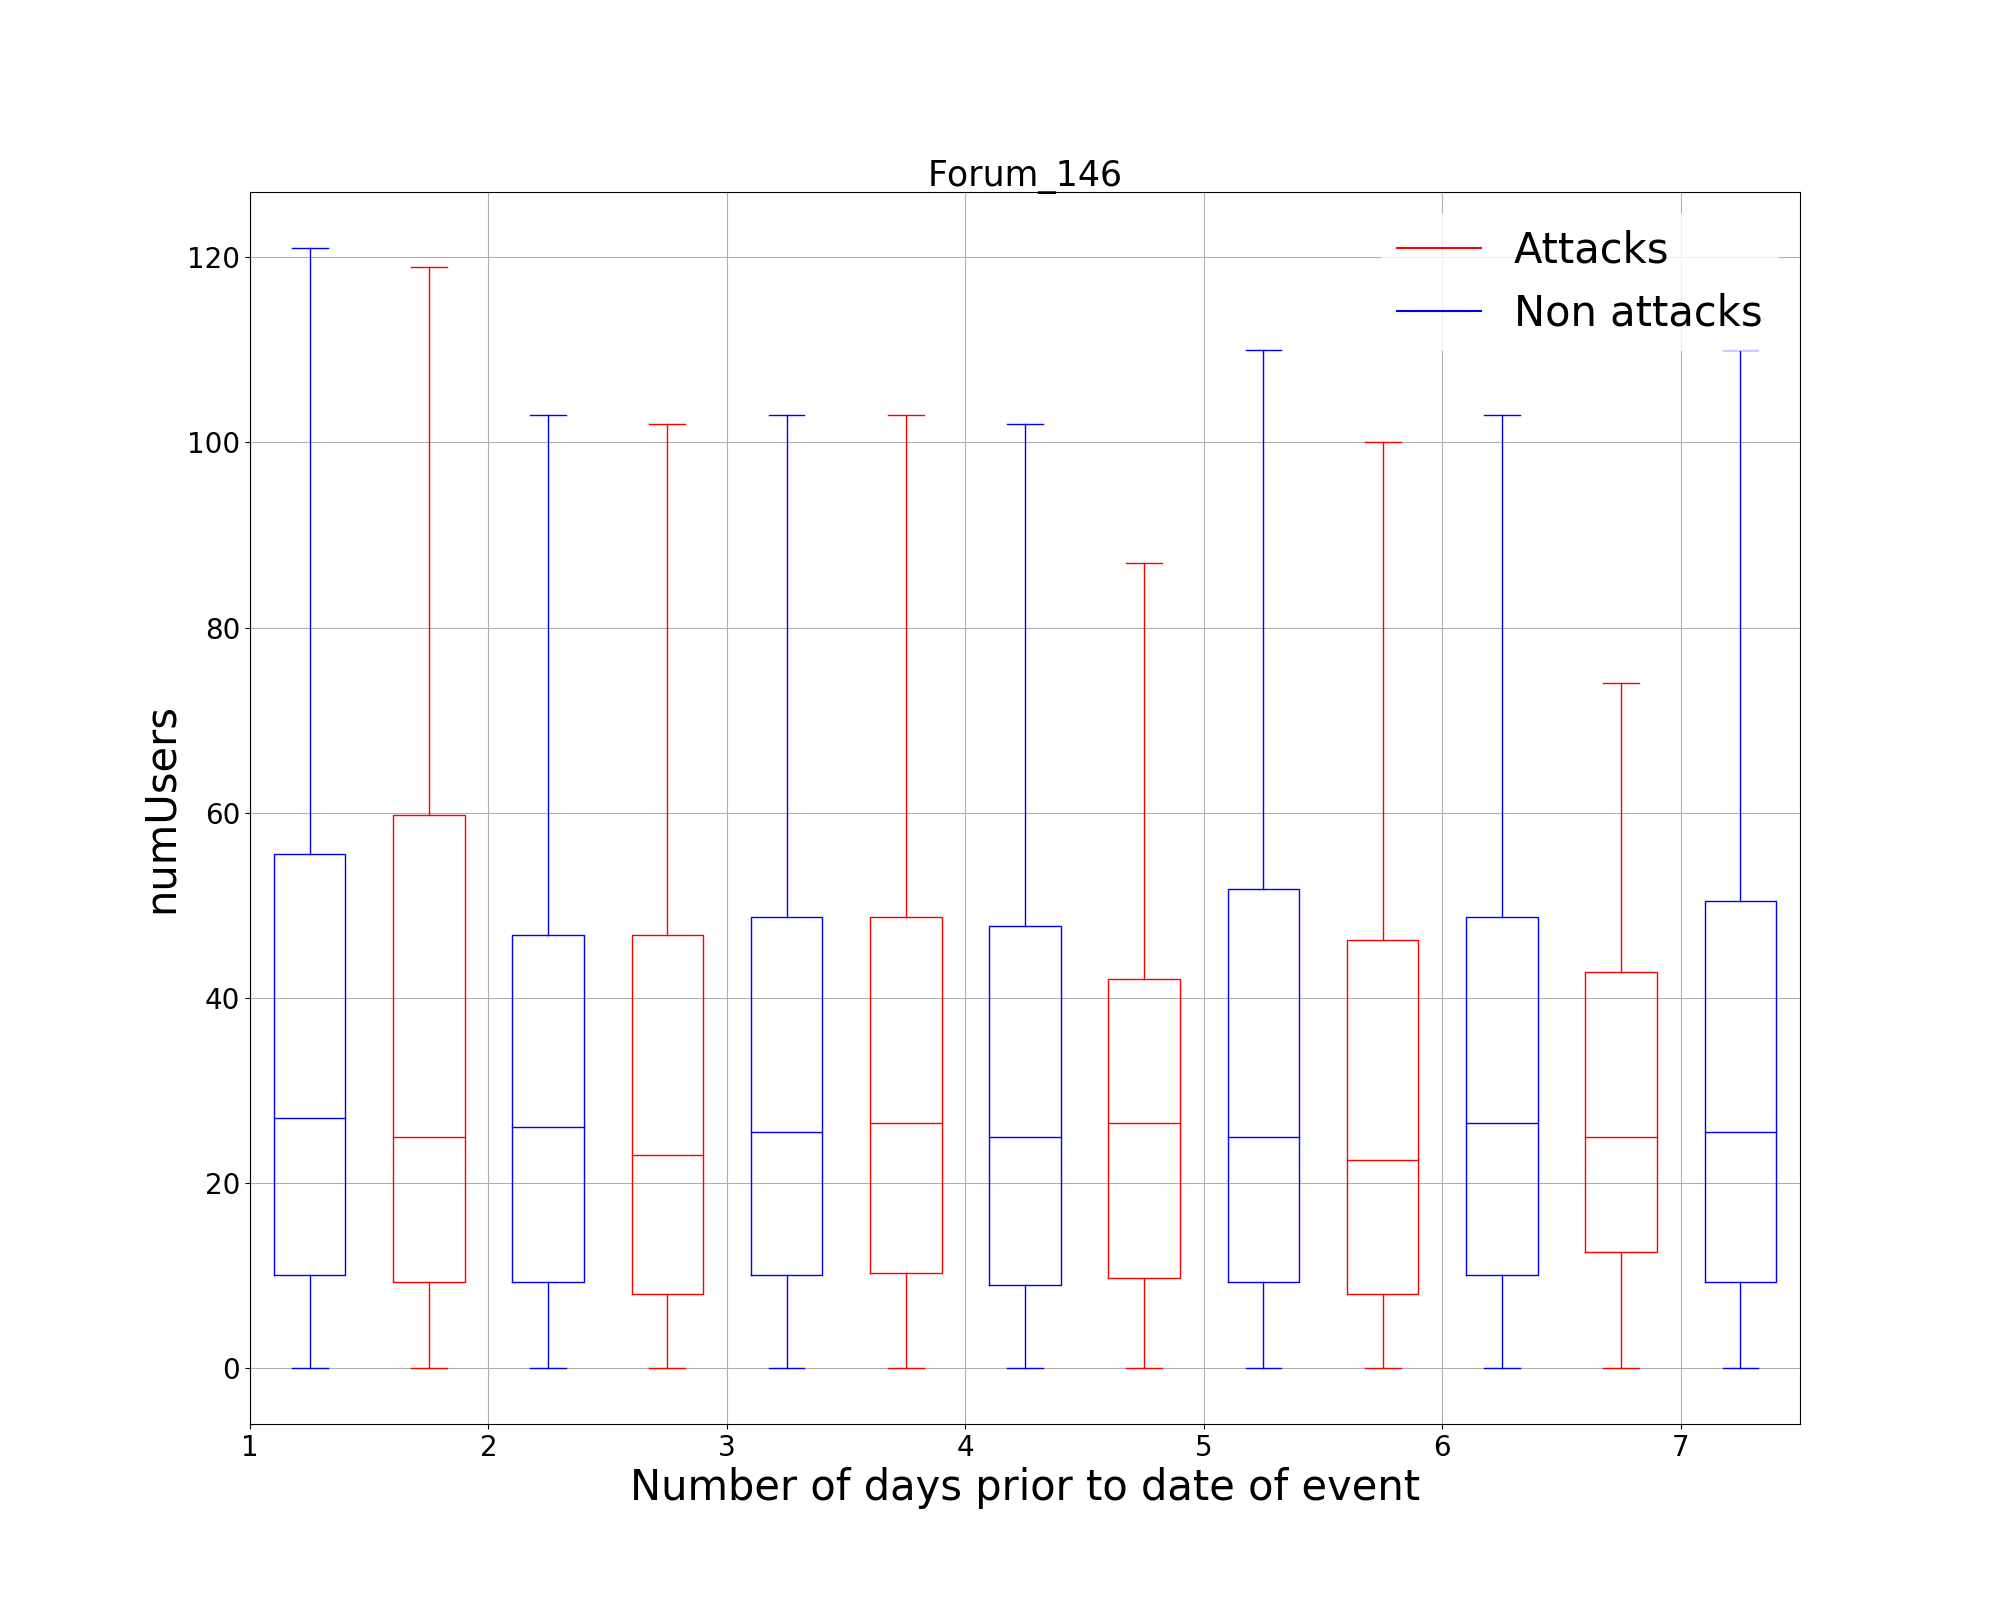 Forum_146
Attacks
Non attacks
120
100
80
60
40
20
0
numUsers
1 2 3 4 5 6 7
Number of days prior to date of event